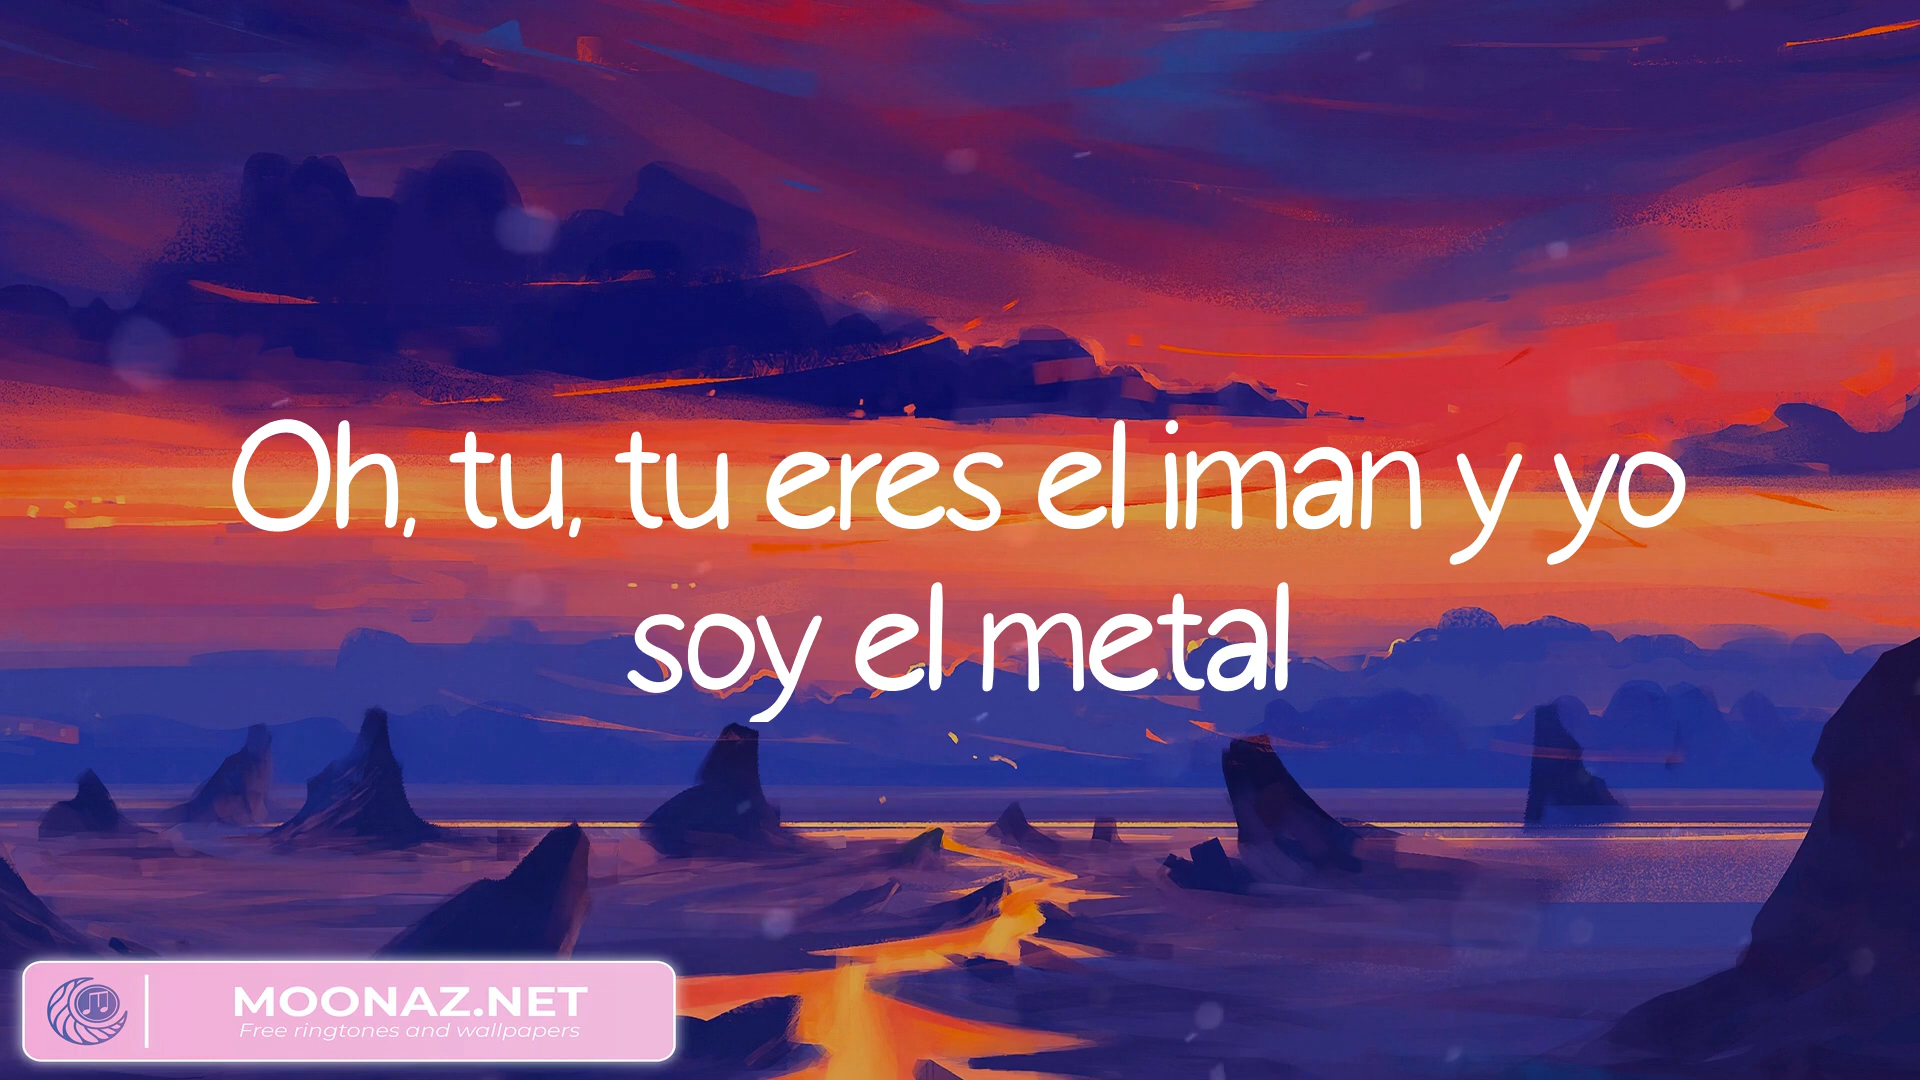 Oh, tu, tu eres el iman y yo
soy el metal
MOONAZ.NET
Free ringtones and wallpapers